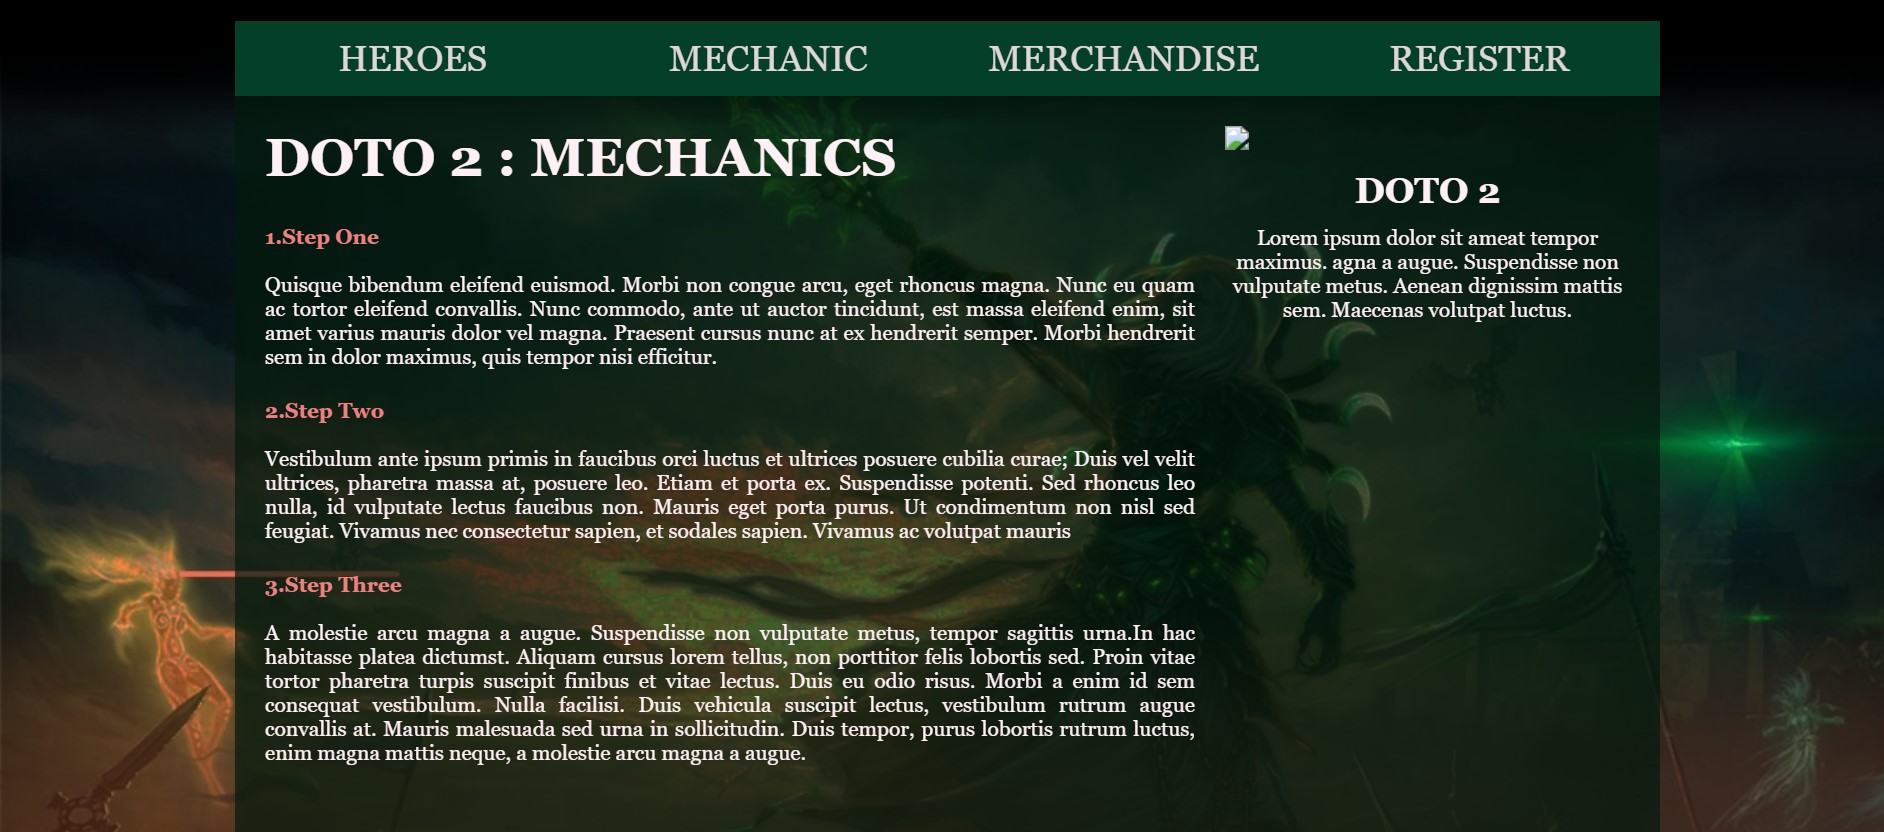 HEROES MECHANIC MERCHANDISE REGISTER
DOTO 2 : MECHANICS
1.Step One
Quisque bibendum eleifend euismod. Morbi non congue arcu, eget rhoncus magna. Nunc eu quam
ac tortor eleifend convallis. Nunc commodo, ante ut auctor tincidunt, est massa eleifend enim, sit
amet varius mauris dolor vel magna. Praesent cursus nunc at ex hendrerit semper. Morbi hendrerit
sem in dolor maximus, quis tempor nisi efficitur.
2.Step Two
Vestibulum ante ipsum primis in faucibus orci luctus et ultrices posuere cubilia curae; Duis vel velit
ultrices, pharetra massa at, posuere leo. Etiam et porta ex. Suspendisse potenti. Sed rhoncus leo
nulla, id vulputate lectus faucibus non. Mauris eget porta purus. Ut condimentum non nisl sed
feugiat. Vivamus nec consectetur sapien, et sodales sapien. Vivamus ac volutpat mauris
3.Step Three
A molestie arcu magna a augue. Suspendisse non vulputate metus, tempor sagittis urna.In hac
habitasse platea dictumst. Aliquam cursus lorem tellus, non porttitor felis lobortis sed. Proin vitae
tortor pharetra turpis suscipit finibus et vitae lectus. Duis eu odio risus. Morbi a enim id sem
consequat vestibulum. Nulla facilisi. Duis vehicula suscipit lectus, vestibulum rutrum augue
convallis at. Mauris malesuada sed urna in sollicitudin. Duis tempor, purus lobortis rutrum luctus,
enim magna mattis neque, a molestie arcu magna a augue.
DOTO 2
Lorem ipsum dolor sit ameat tempor
maximus. agna a augue. Suspendisse non
vulputate metus. Aenean dignissim mattis
sem. Maecenas volutpat luctus.